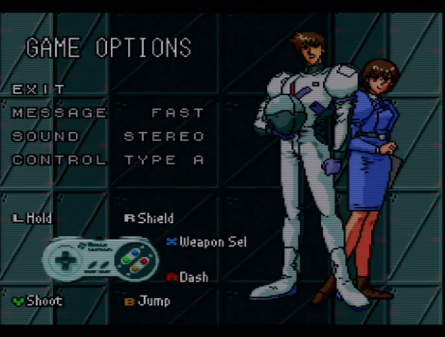 GAME OPTIONS
EXIT
MESSAGE FAST
SOUND STEREO
CONTROL TYPE A
L Hold R Shield
X Weapon Sel
A Dash
Y Shoot B Jump